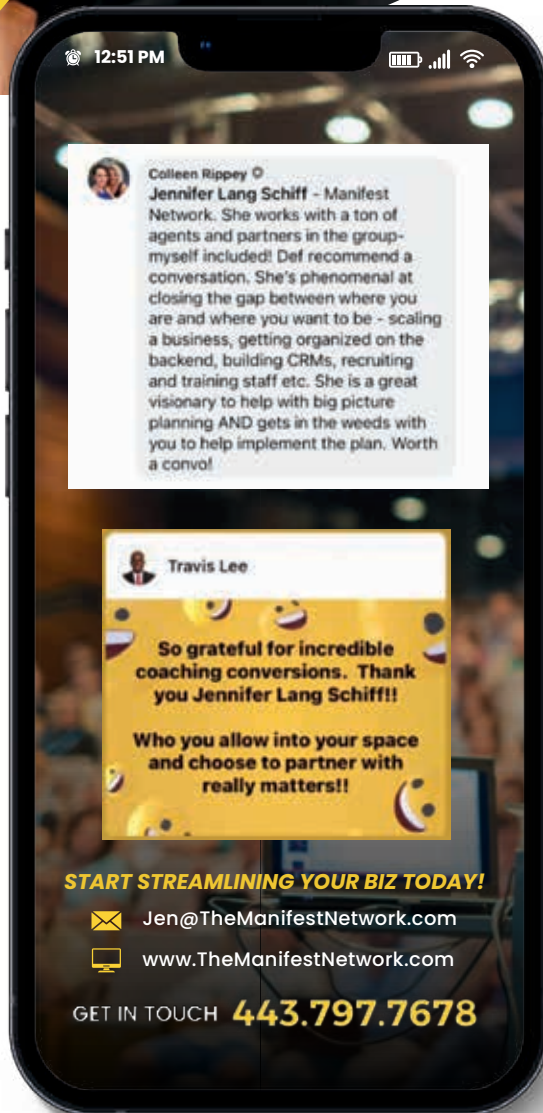 12:51 PM
Colleen Rippey
Jennifer Lang Schiff - Manifest
Network. She works with a ton of
agents and partners in the group-
myself included! Def recommend a
conversation. She's phenomenal at
closing the gap between where you
are and where you want to be - scaling
a business, getting organized on the
backend, building CRMs, recruiting
and training staff etc. She is a great
visionary to help with big picture
planning AND gets in the weeds with
you to help implement the plan. Worth
a convo!
Travis Lee
So grateful for incredible
coaching conversions. Thank
you Jennifer Lang Schiff!!
Who you allow into your space
and choose to partner with
really matters!!
START STREAMLINING YOUR BIZ TODAY!
Jen@TheManifestNetwork.com
www.TheManifestNetwork.com
GET IN TOUCH 443.797.7678